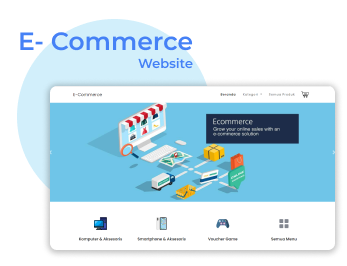 E- Commerce
Website
E-Commerce
Beranda Kategori Semua Produk
Ecommerce
Grow your online sales with an
e-commerce solution
Komputer & Aksesoris Smartphone & Aksesoris Voucher Game Semua Menu